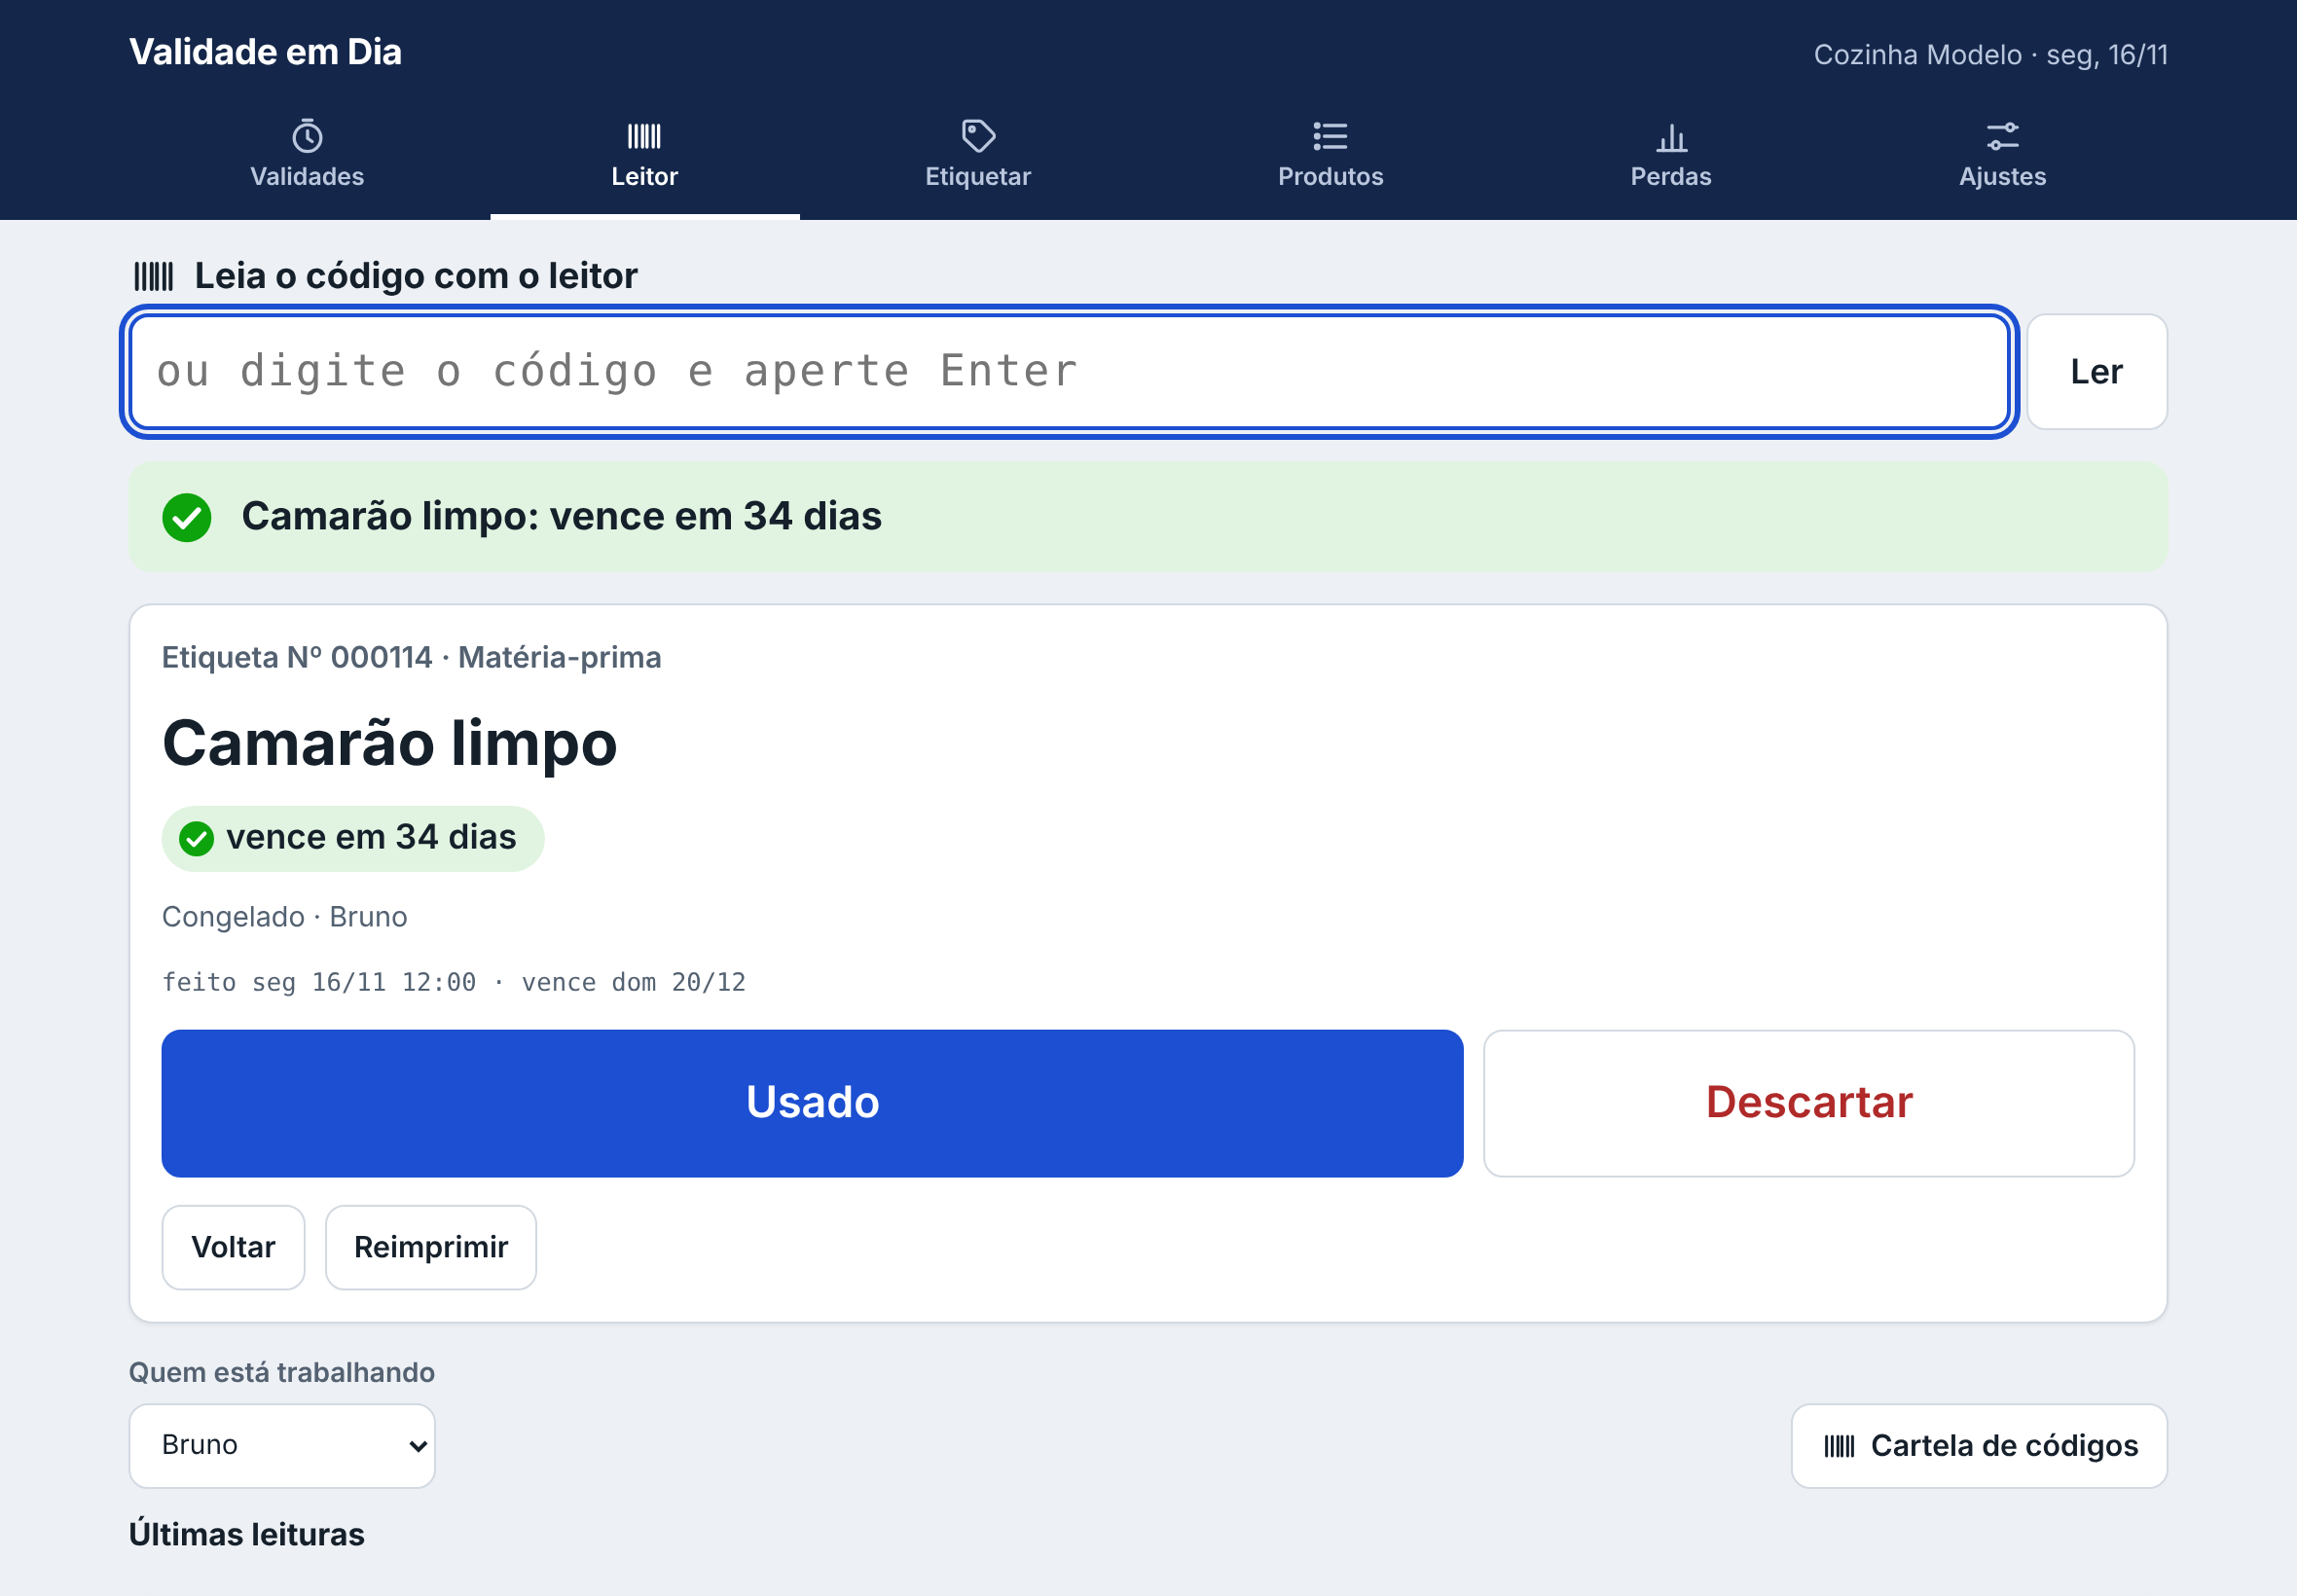 Validade em Dia
Cozinha Modelo · seg, 16/11
Validades
Leitor
Etiquetar
Produtos
Perdas
Ajustes
Leia o código com o leitor
ou digite o código e aperte Enter
Ler
Camarão limpo: vence em 34 dias
Etiqueta Nº 000114 · Matéria-prima
Camarão limpo
vence em 34 dias
Congelado · Bruno
feito seg 16/11 12:00 · vence dom 20/12
Usado
Descartar
Voltar
Reimprimir
Quem está trabalhando
Bruno
Cartela de códigos
Últimas leituras